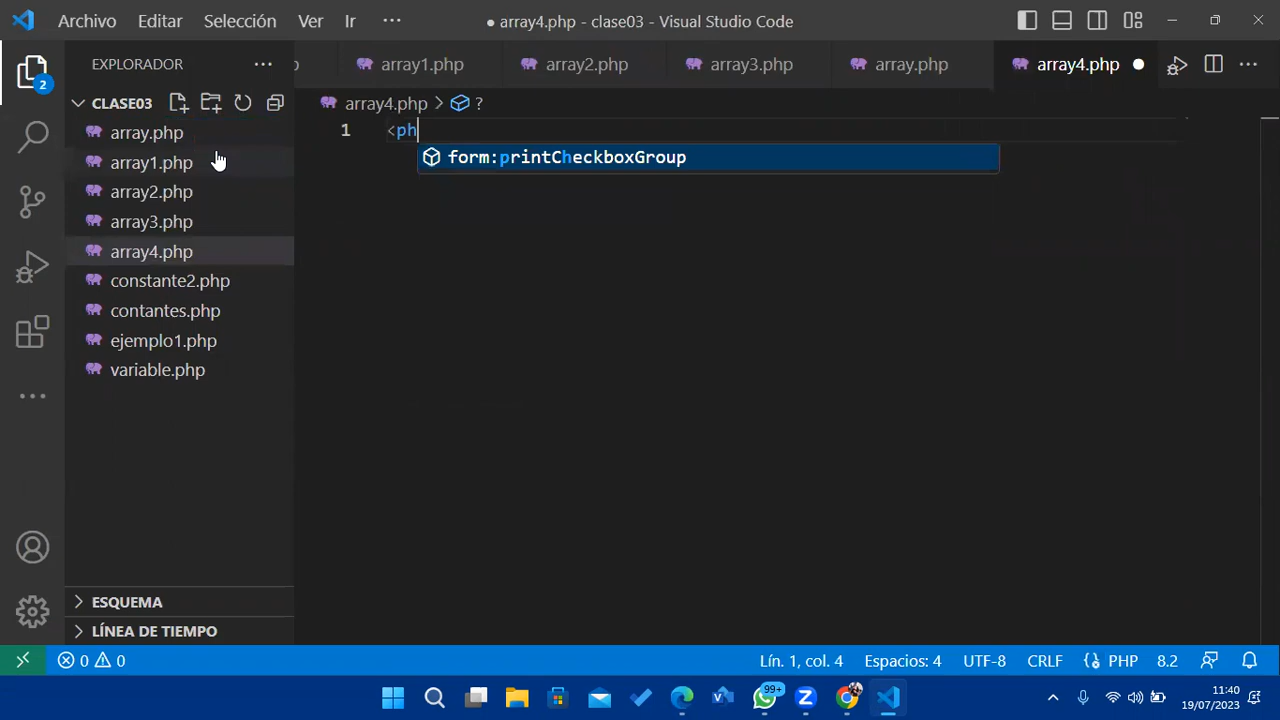 Archivo Editar Selección Ver Ir ··· ● array4.php - clase03 - Visual Studio Code
EXPLORADOR ···
array1.php array2.php array3.php array.php array4.php ● ···
CLASE03
array4.php > ?
array.php
array1.php
array2.php
array3.php
array4.php
constante2.php
contantes.php
ejemplo1.php
variable.php
1 <ph
form:printCheckboxGroup
2
ESQUEMA
LÍNEA DE TIEMPO
0 0 Lín. 1, col. 4 Espacios: 4 UTF-8 CRLF PHP 8.2
99+
11:40
19/07/2023